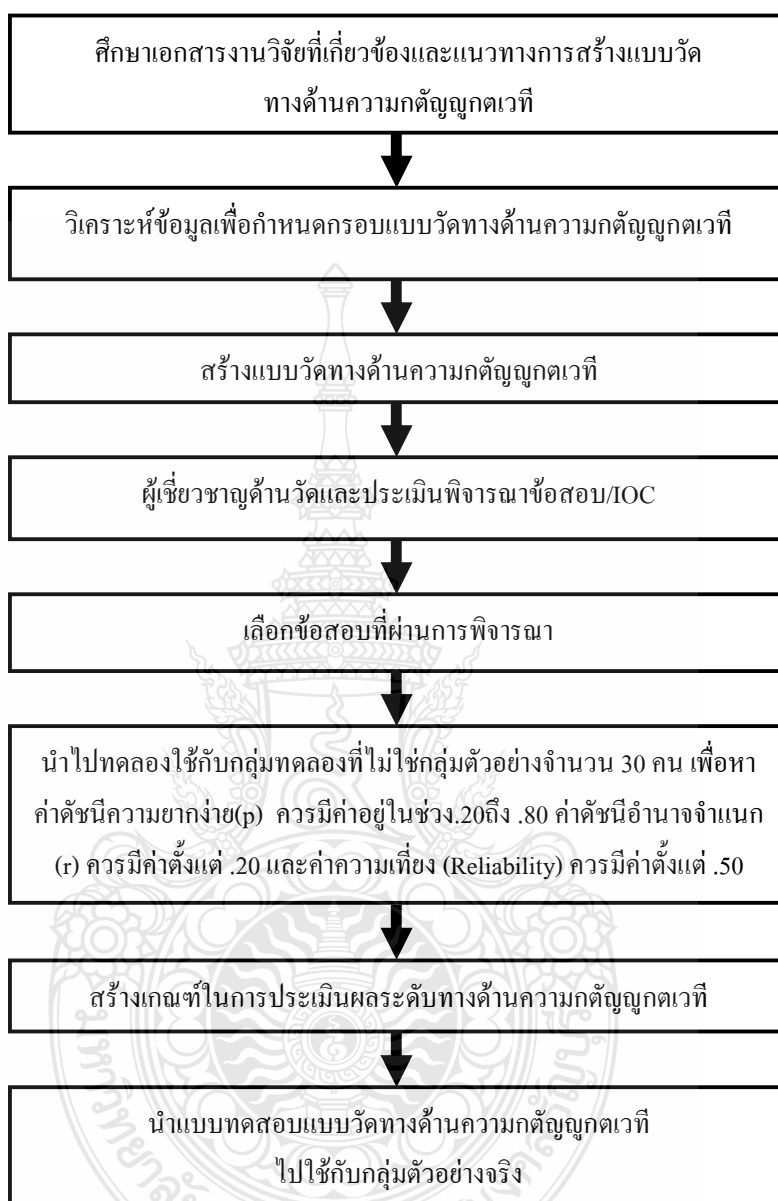 ศึกษาเอกสารงานวิจัยที่เกี่ยวข้องและแนวทางการสร้างแบบวัด
ทางด้านความกตัญญูกตเวที
วิเคราะห์ข้อมูลเพื่อกำหนดกรอบแบบวัดทางด้านความกตัญญูกตเวที
สร้างแบบวัดทางด้านความกตัญญูกตเวที
ผู้เชี่ยวชาญด้านวัดและประเมินพิจารณาข้อสอบ/IOC
เลือกข้อสอบที่ผ่านการพิจารณา
นำไปทดลองใช้กับกลุ่มทดลองที่ไม่ใช่กลุ่มตัวอย่างจำนวน 30 คน เพื่อหา
ค่าดัชนีความยากง่าย(p) ควรมีค่าอยู่ในช่วง.20ถึง .80 ค่าดัชนีอำนาจจำแนก
(r) ควรมีค่าตั้งแต่ .20 และค่าความเที่ยง (Reliability) ควรมีค่าตั้งแต่ .50
สร้างเกณฑ์ในการประเมินผลระดับทางด้านความกตัญญูกตเวที
นำแบบทดสอบแบบวัดทางด้านความกตัญญูกตเวที
ไปใช้กับกลุ่มตัวอย่างจริง